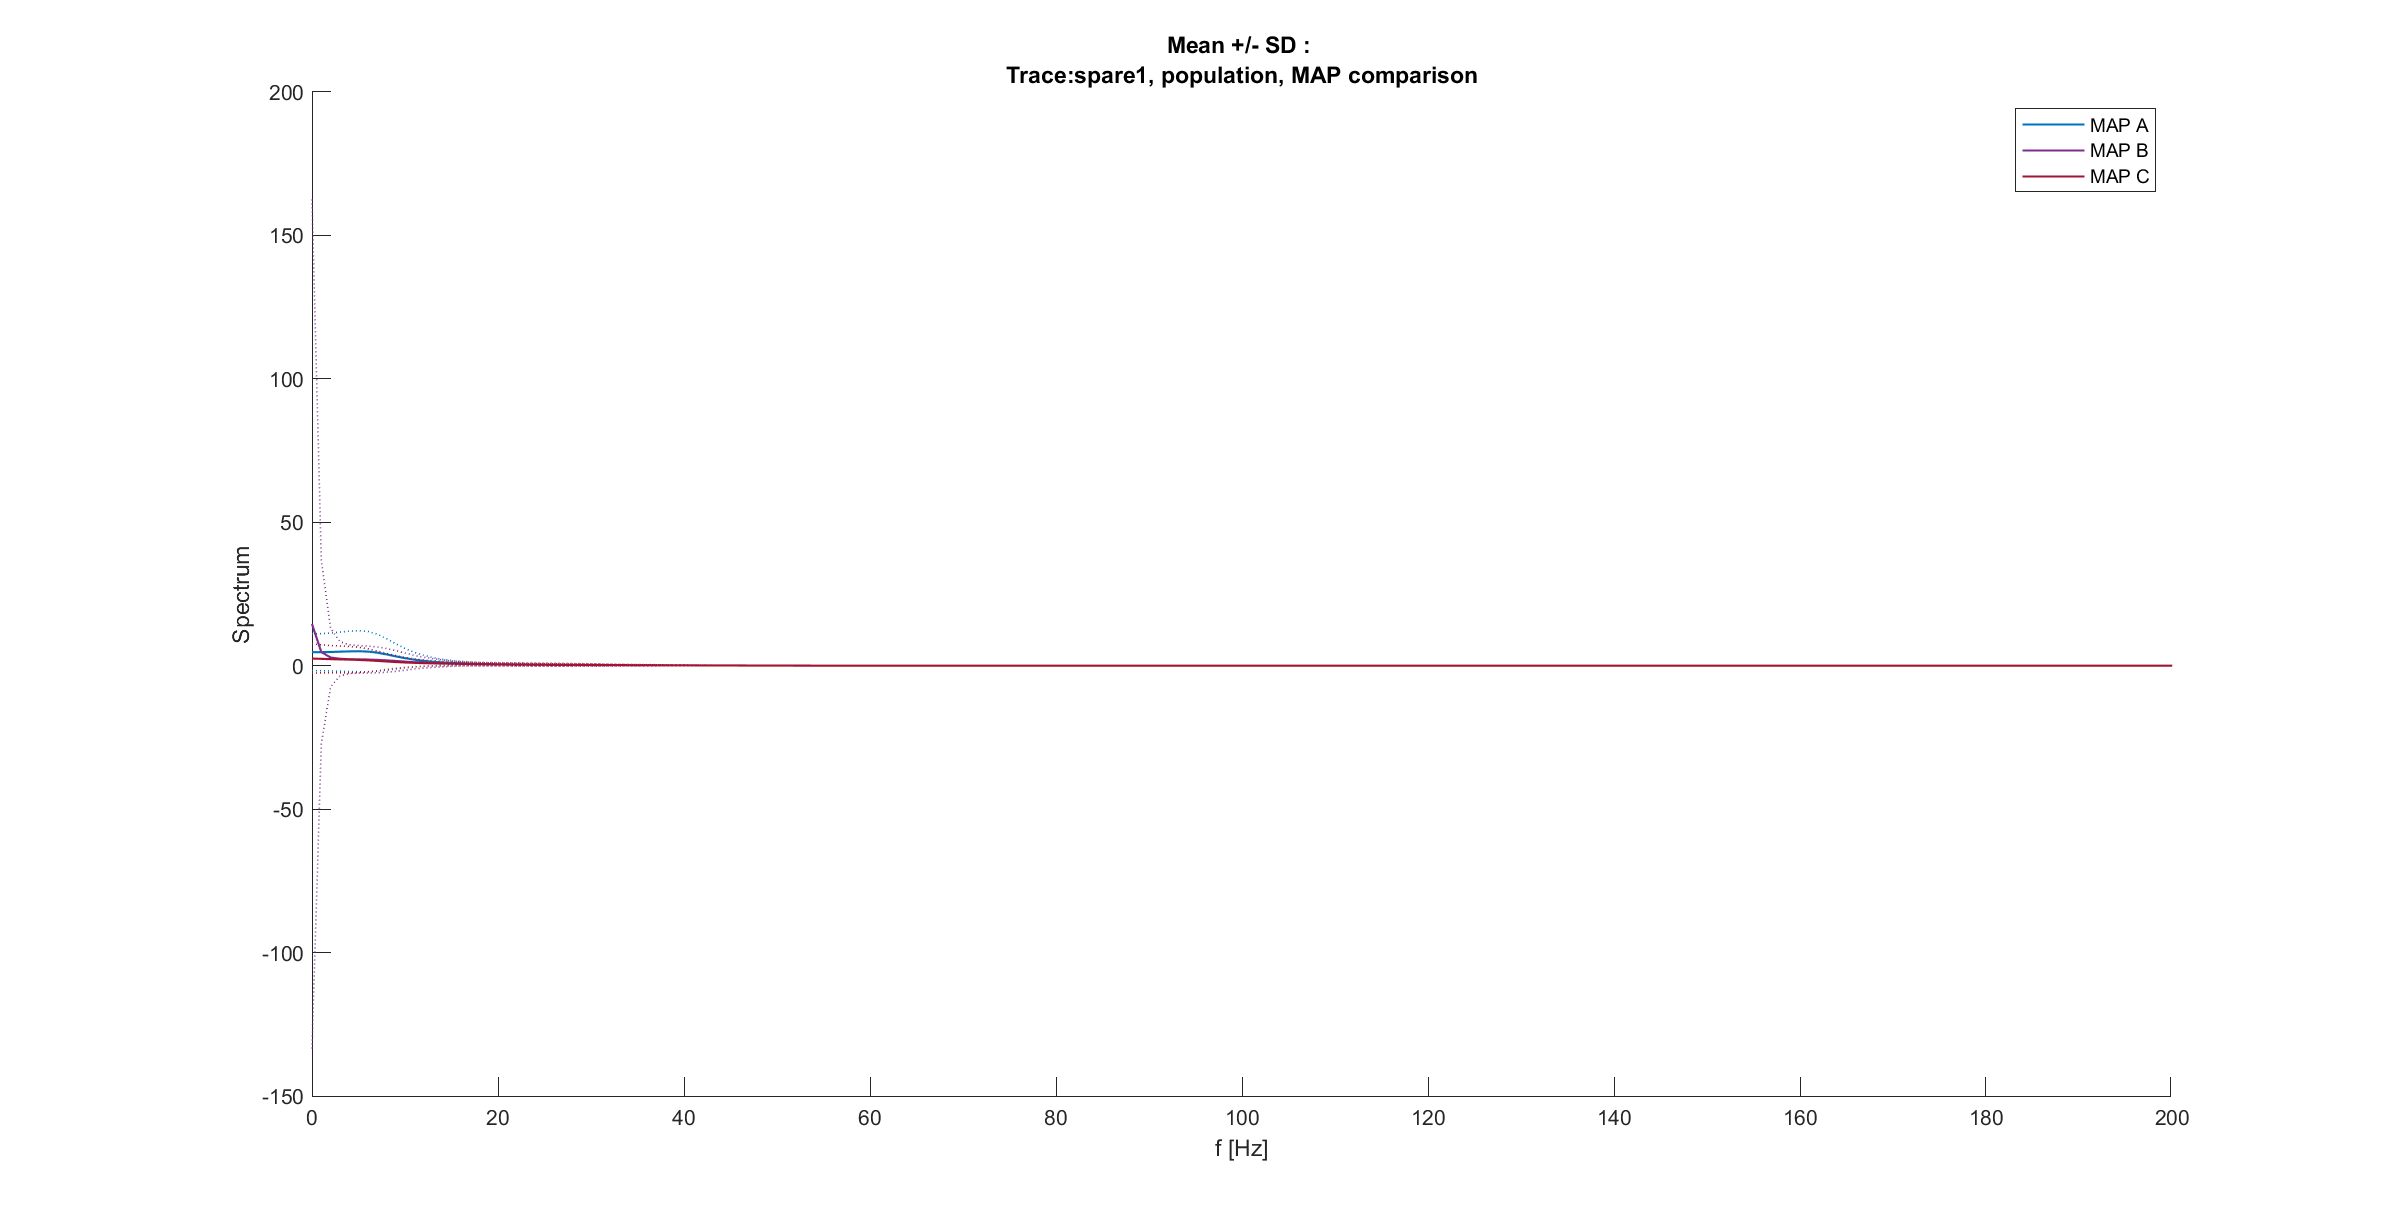 Mean +/- SD :
Trace:spare1, population, MAP comparison
200
150
100
50
0
-50
-100
-150
Spectrum
MAP A
MAP B
MAP C
0 20 40 60 80 100 120 140 160 180 200
f [Hz]